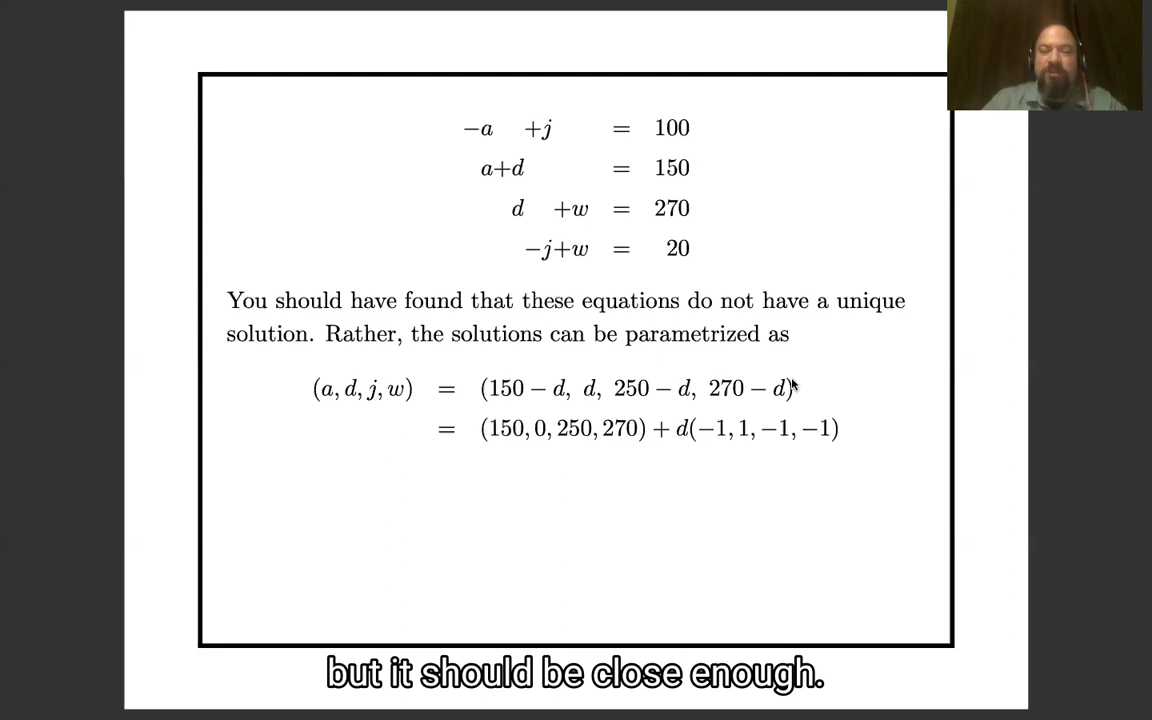 −a +j = 100
a+d = 150
d +w = 270
−j+w = 20
You should have found that these equations do not have a unique
solution. Rather, the solutions can be parametrized as
(a, d, j, w) = (150 − d, d, 250 − d, 270 − d)
= (150, 0, 250, 270) + d(−1, 1, −1, −1)
but it should be close enough.